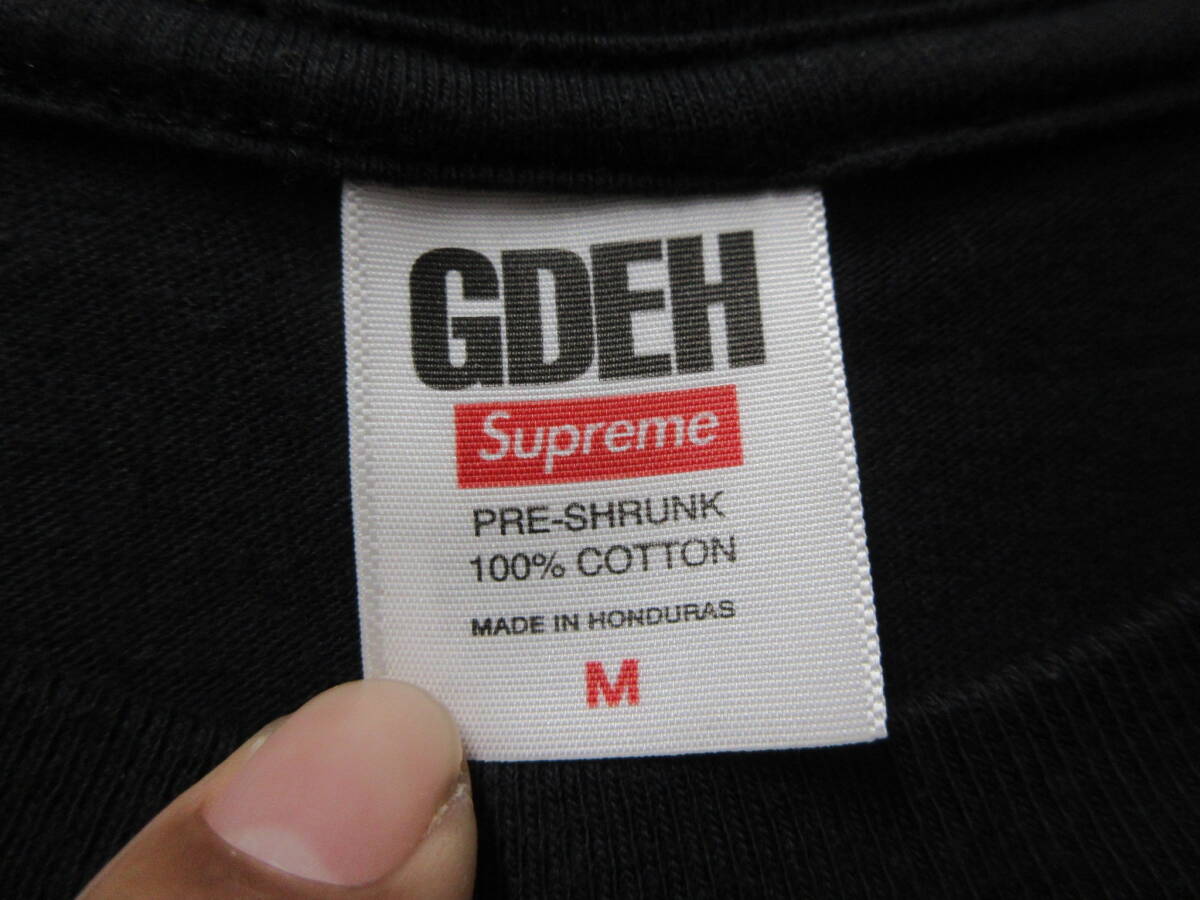 GDEH
Supreme
PRE-SHRUNK
100% COTTON
MADE IN HONDURAS
M